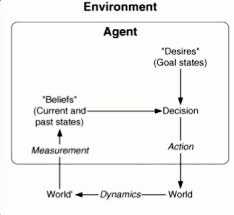 Environment
Agent
"Desires"
(Goal states)
"Beliefs"
(Current and
past states)
Decision
Measurement
Action
World'
Dynamics
World